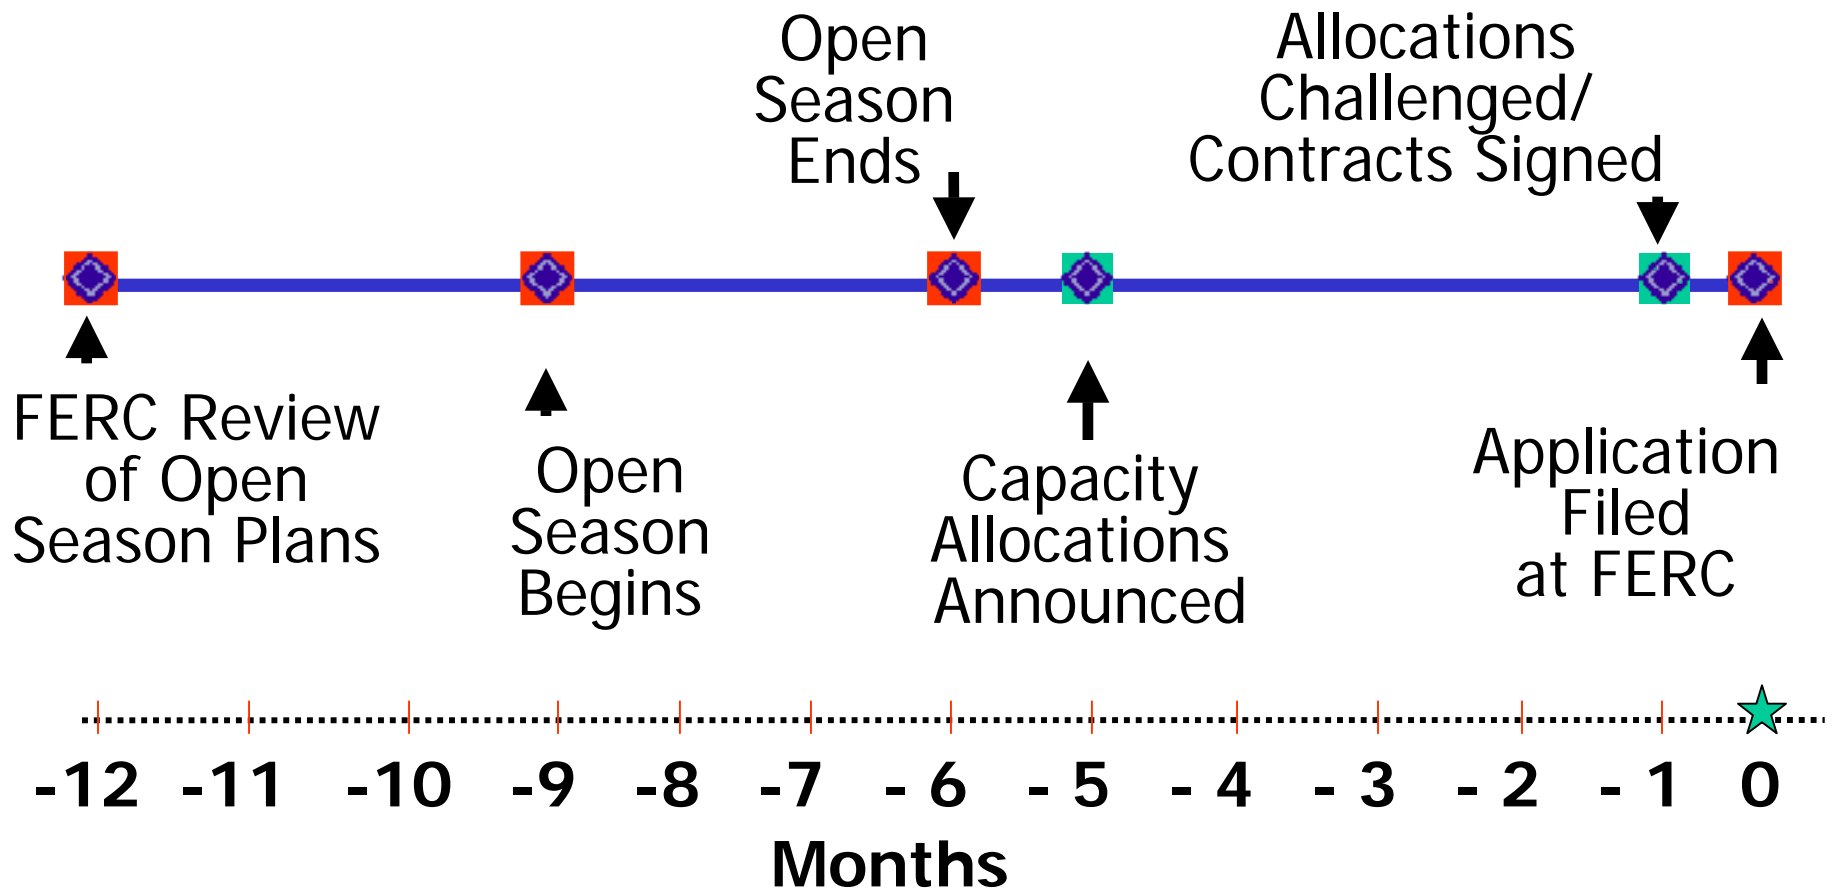 Open
Season
Ends
Allocations
Challenged/
Contracts Signed
FERC Review
of Open
Season Plans
Open
Season
Begins
Capacity
Allocations
Announced
Application
Filed
at FERC
-12 -11 -10 -9 -8 -7 - 6 - 5 - 4 - 3 - 2 - 1 0
Months